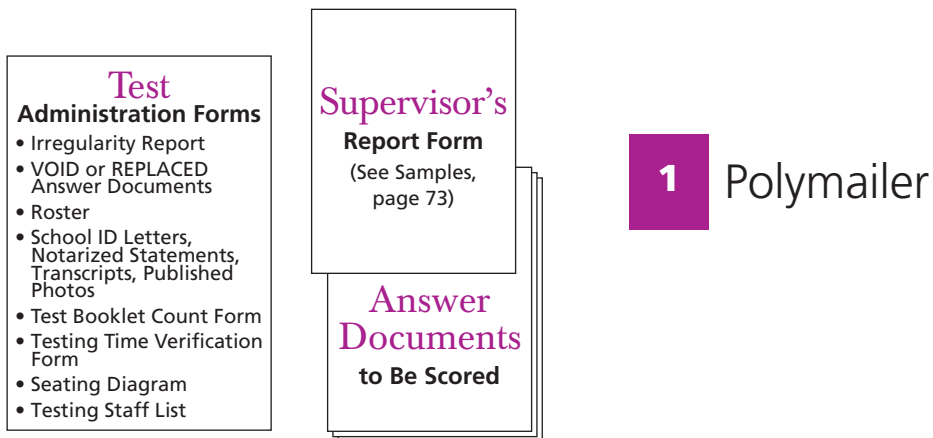 Test
Administration Forms
• Irregularity Report
• VOID or REPLACED
Answer Documents
• Roster
• School ID Letters,
Notarized Statements,
Transcripts, Published
Photos
• Test Booklet Count Form
• Testing Time Verification
Form
• Seating Diagram
• Testing Staff List
Supervisor’s
Report Form
(See Samples,
page 73)
Answer
Documents
to Be Scored
1 Polymailer